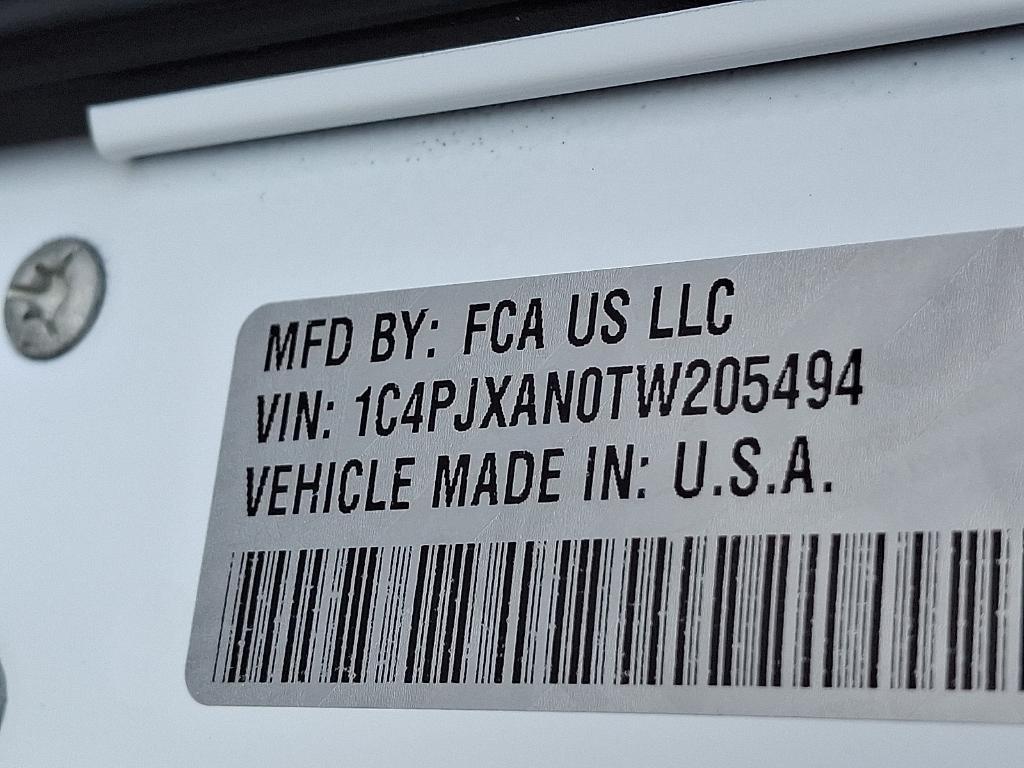 MFD BY: FCA US LLC
VIN: 1C4PJXAN0TW205494
VEHICLE MADE IN: U.S.A.